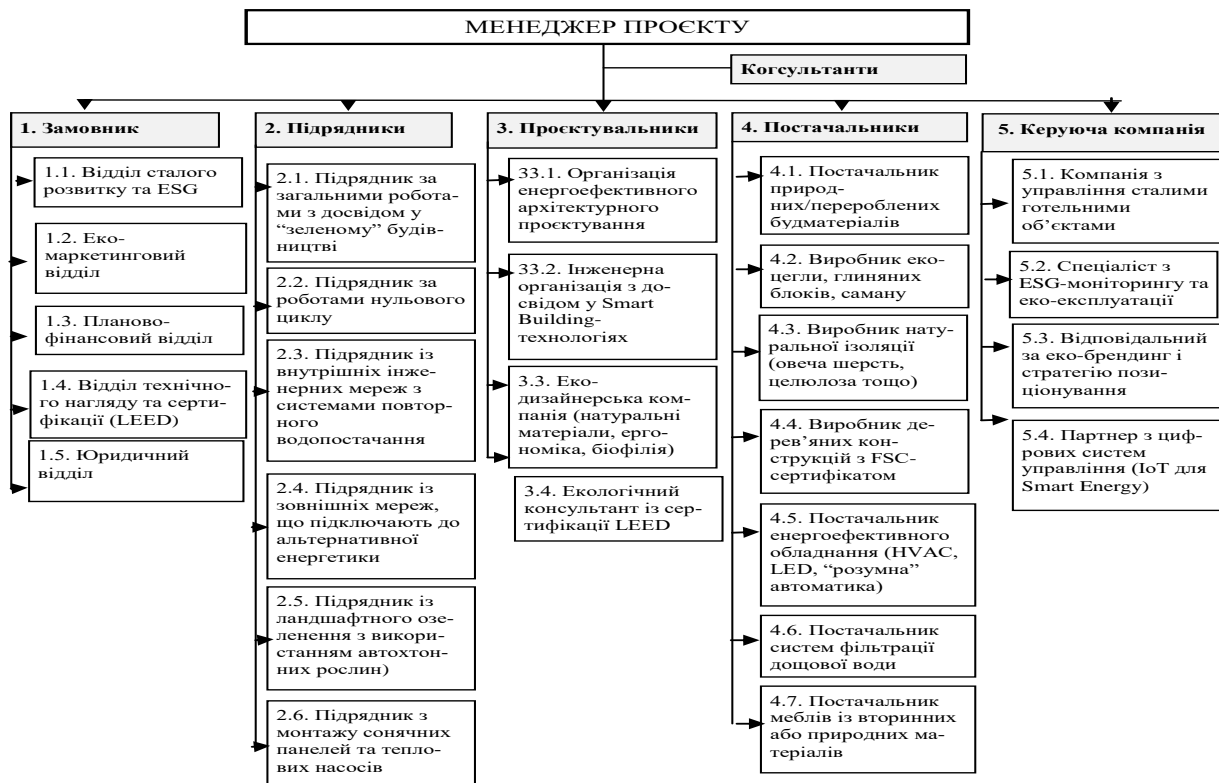 МЕНЕДЖЕР ПРОЄКТУ
Когсультанти
1. Замовник
1.1. Відділ сталого
розвитку та ESG
1.2. Еко-
маркетинговий
відділ
1.3. Планово-
фінансовий відділ
1.4. Відділ технічно-
го нагляду та серти-
фікації (LEED)
1.5. Юридичний
відділ
2. Підрядники
2.1. Підрядник за
загальними робота-
ми з досвідом у
“зеленому” будів-
ництві
2.2. Підрядник за
роботами нульового
циклу
2.3. Підрядник із
внутрішніх інже-
нерних мереж з
системами повтор-
ного
водопостачання
2.4. Підрядник із
зовнішніх мереж,
що підключають до
альтернативної
енергетики
2.5. Підрядник із
ландшафтного озе-
ленення з викори-
станням автохтон-
них рослин)
2.6. Підрядник з
монтажу сонячних
панелей та тепло-
вих насосів
3. Проєктувальники
33.1. Організація
енергоефективного
архітектурного
проєктування
33.2. Інженерна
організація з до-
свідом у Smart
Building-
технологіях
3.3. Еко-
дизайнерська ком-
панія (натуральні
матеріали, ерго-
номіка, біофілія)
3.4. Екологічний
консультант із сер-
тифікації LEED
4. Постачальники
4.1. Постачальник
природ-
них/перероблених
будматеріалів
4.2. Виробник еко-
цегли, глиняних
блоків, саману
4.3. Виробник нату-
ральної ізоляції
(овеча шерсть,
целюлоза тощо)
4.4. Виробник де-
рев’яних кон-
струкцій з FSC-
сертифікатом
4.5. Постачальник
енергоефективного
обладнання (HVAC,
LED, “розумна”
автоматика)
4.6. Постачальник
систем фільтрації
дощової води
4.7. Постачальник
меблів із вторинних
або природних ма-
теріалів
5. Керуюча компанія
5.1. Компанія з
управління сталими
готельними
об’єктами
5.2. Спеціаліст з
ESG-моніторингу та
еко-експлуатації
5.3. Відповідальний
за еко-брендинг і
стратегію пози-
ціонування
5.4. Партнер з циф-
рових систем
управління (IoT для
Smart Energy)